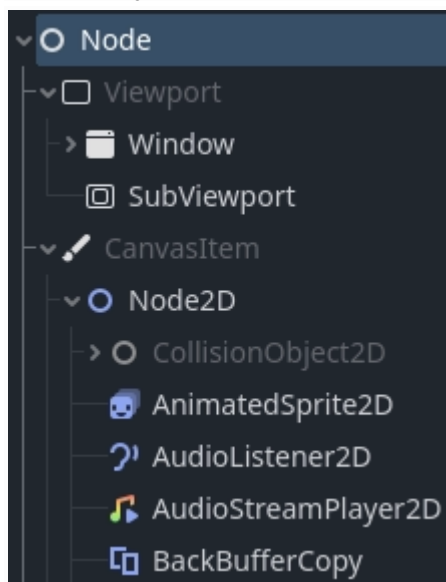 Node
Viewport
Window
SubViewport
CanvasItem
Node2D
CollisionObject2D
AnimatedSprite2D
AudioListener2D
AudioStreamPlayer2D
BackBufferCopy